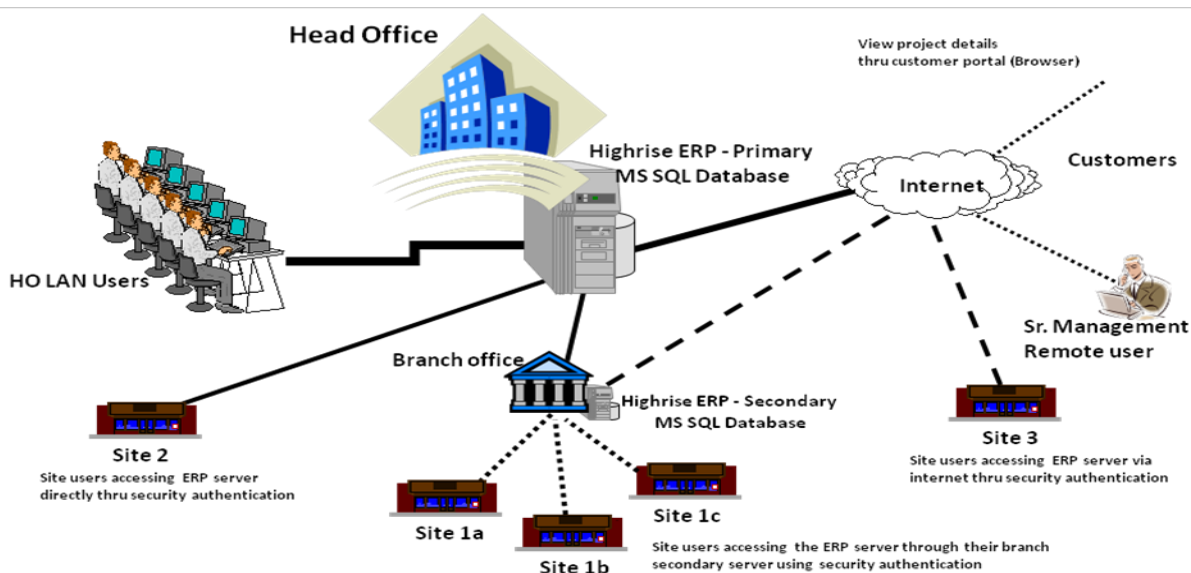 Head Office
View project details
thru customer portal (Browser)
Highrise ERP - Primary
MS SQL Database
Customers
Internet
HO LAN Users
Sr. Management
Remote user
Branch office
Highrise ERP - Secondary
MS SQL Database
Site 2
Site users accessing ERP server
directly thru security authentication
Site 3
Site users accessing ERP server via
internet thru security authentication
Site 1a
Site 1b
Site 1c
Site users accessing the ERP server through their branch
secondary server using security authentication